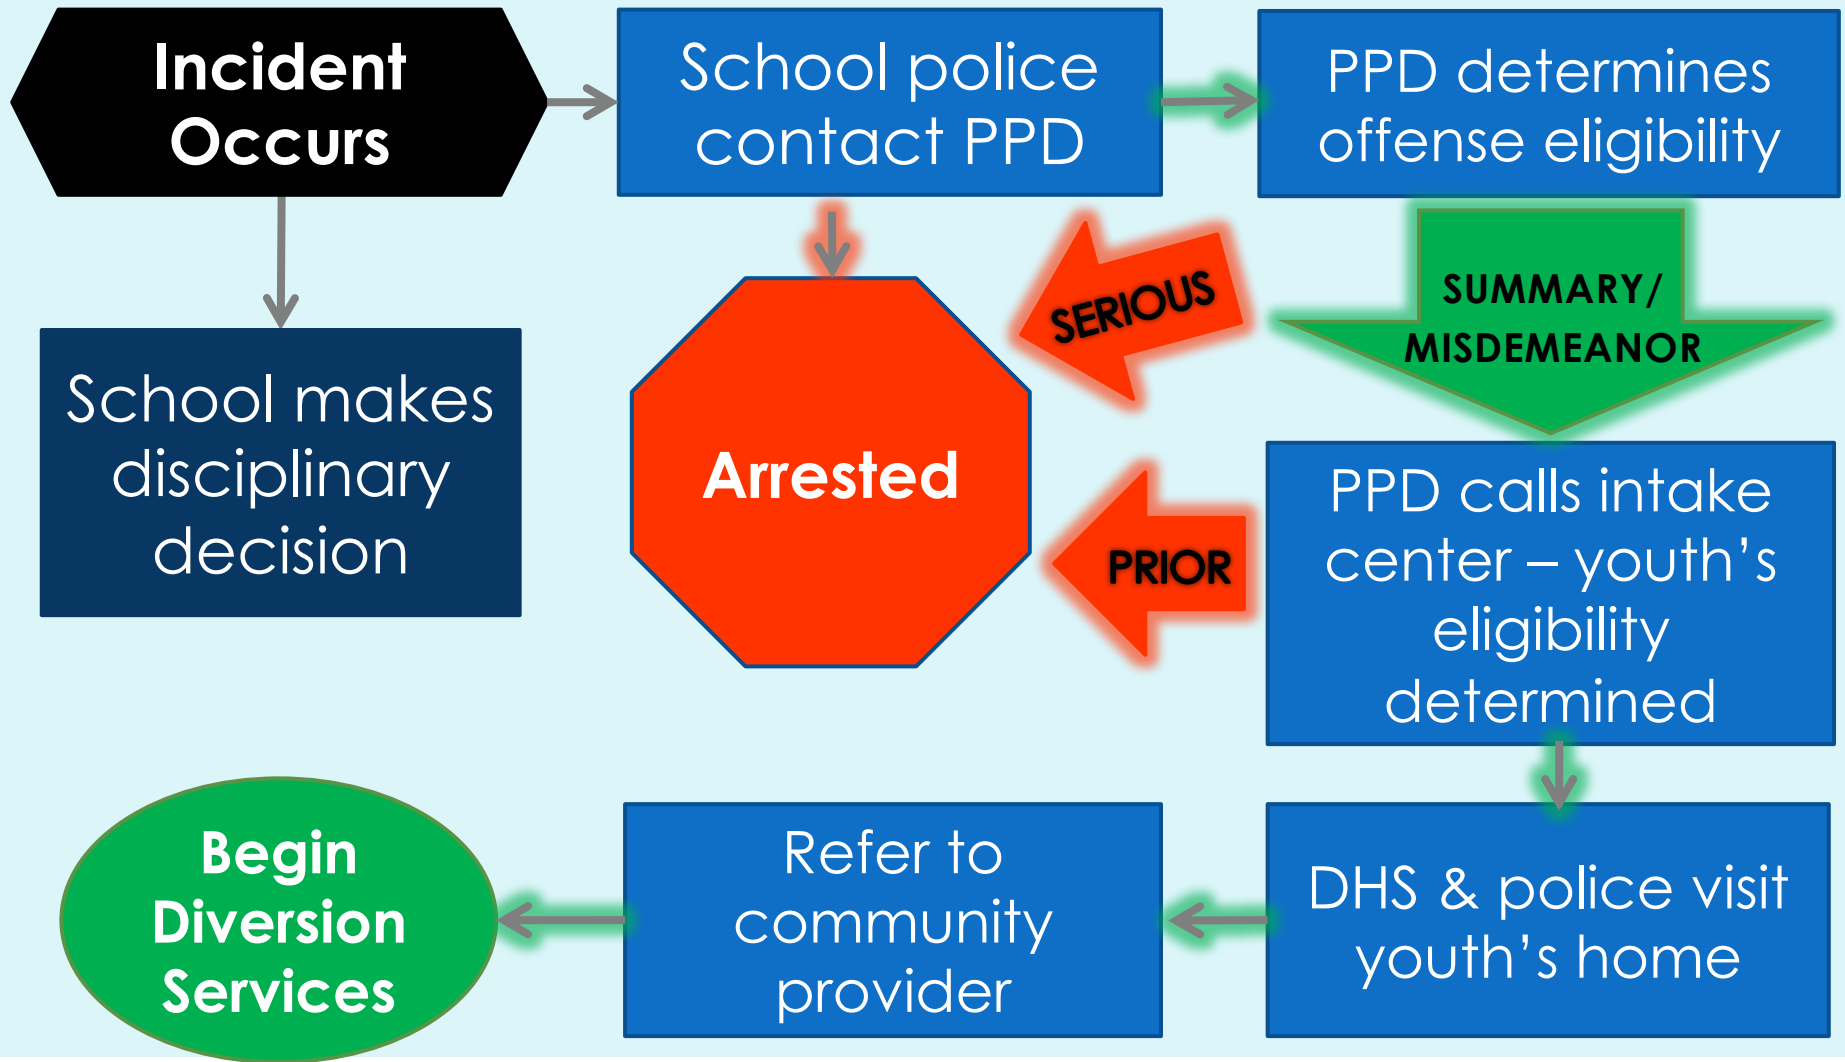 Incident
Occurs
School police
contact PPD
PPD determines
offense eligibility
School makes
disciplinary
decision
Arrested
SERIOUS
SUMMARY/
MISDEMEANOR
PRIOR
PPD calls intake
center – youth’s
eligibility
determined
DHS & police visit
youth’s home
Refer to
community
provider
Begin
Diversion
Services